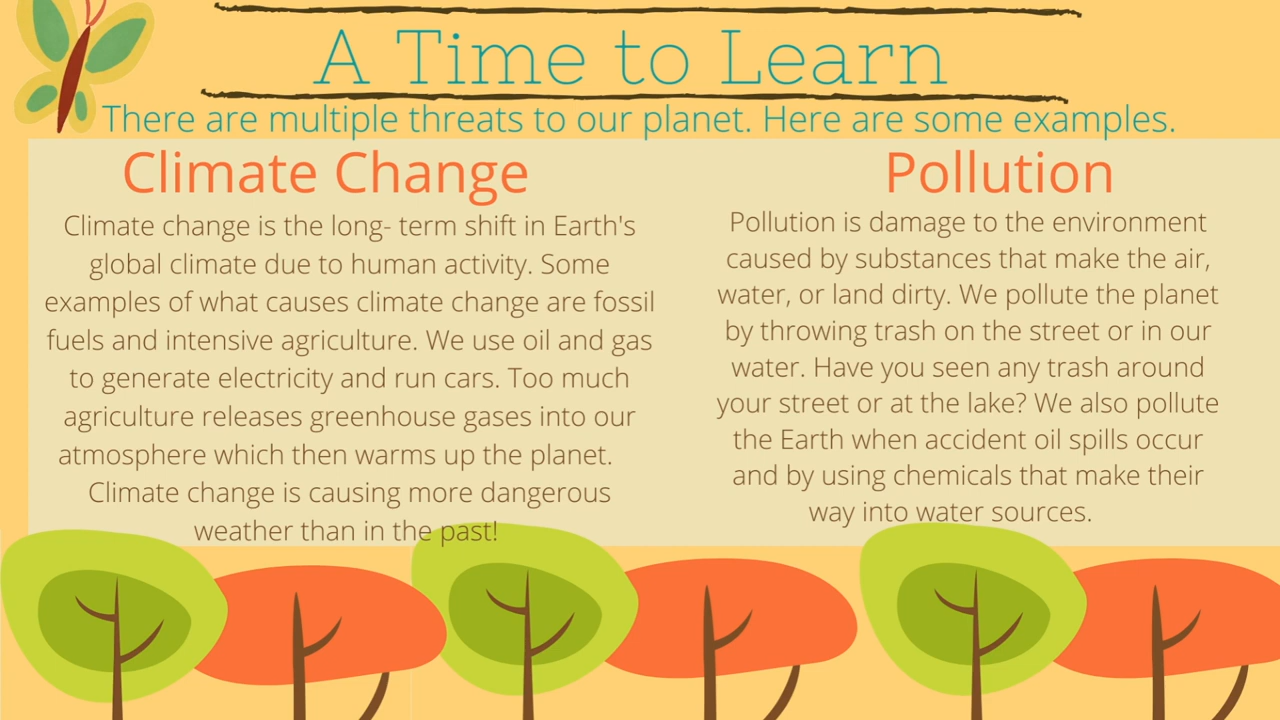 A Time to Learn
There are multiple threats to our planet. Here are some examples.
Climate Change
Climate change is the long- term shift in Earth's
global climate due to human activity. Some
examples of what causes climate change are fossil
fuels and intensive agriculture. We use oil and gas
to generate electricity and run cars. Too much
agriculture releases greenhouse gases into our
atmosphere which then warms up the planet.
Climate change is causing more dangerous
weather than in the past!
Pollution
Pollution is damage to the environment
caused by substances that make the air,
water, or land dirty. We pollute the planet
by throwing trash on the street or in our
water. Have you seen any trash around
your street or at the lake? We also pollute
the Earth when accident oil spills occur
and by using chemicals that make their
way into water sources.